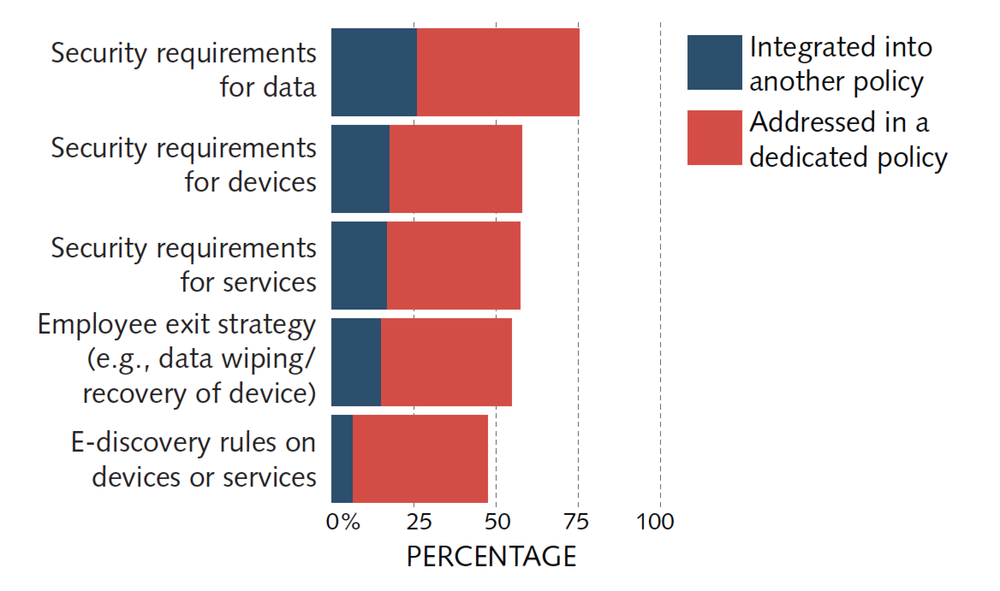 Security requirements
for data
Security requirements
for devices
Security requirements
for services
Employee exit strategy
(e.g., data wiping/
recovery of device)
E-discovery rules on
devices or services
0% 25 50 75 100
PERCENTAGE
Integrated into
another policy
Addressed in a
dedicated policy